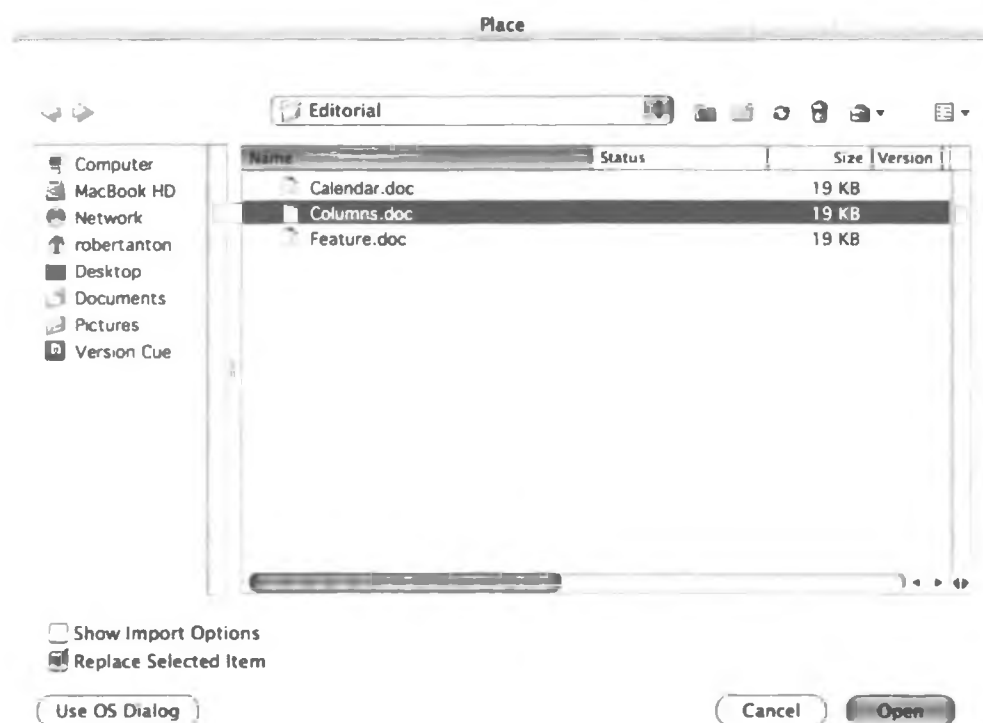 Place
Editorial
Computer
MacBook HD
Network
robertanton
Desktop
Documents
Pictures
Version Cue
Name Status Size Version
Calendar.doc 19 KB
Columns.doc 19 KB
Feature.doc 19 KB
Show Import Options
Replace Selected Item
Use OS Dialog Cancel Open